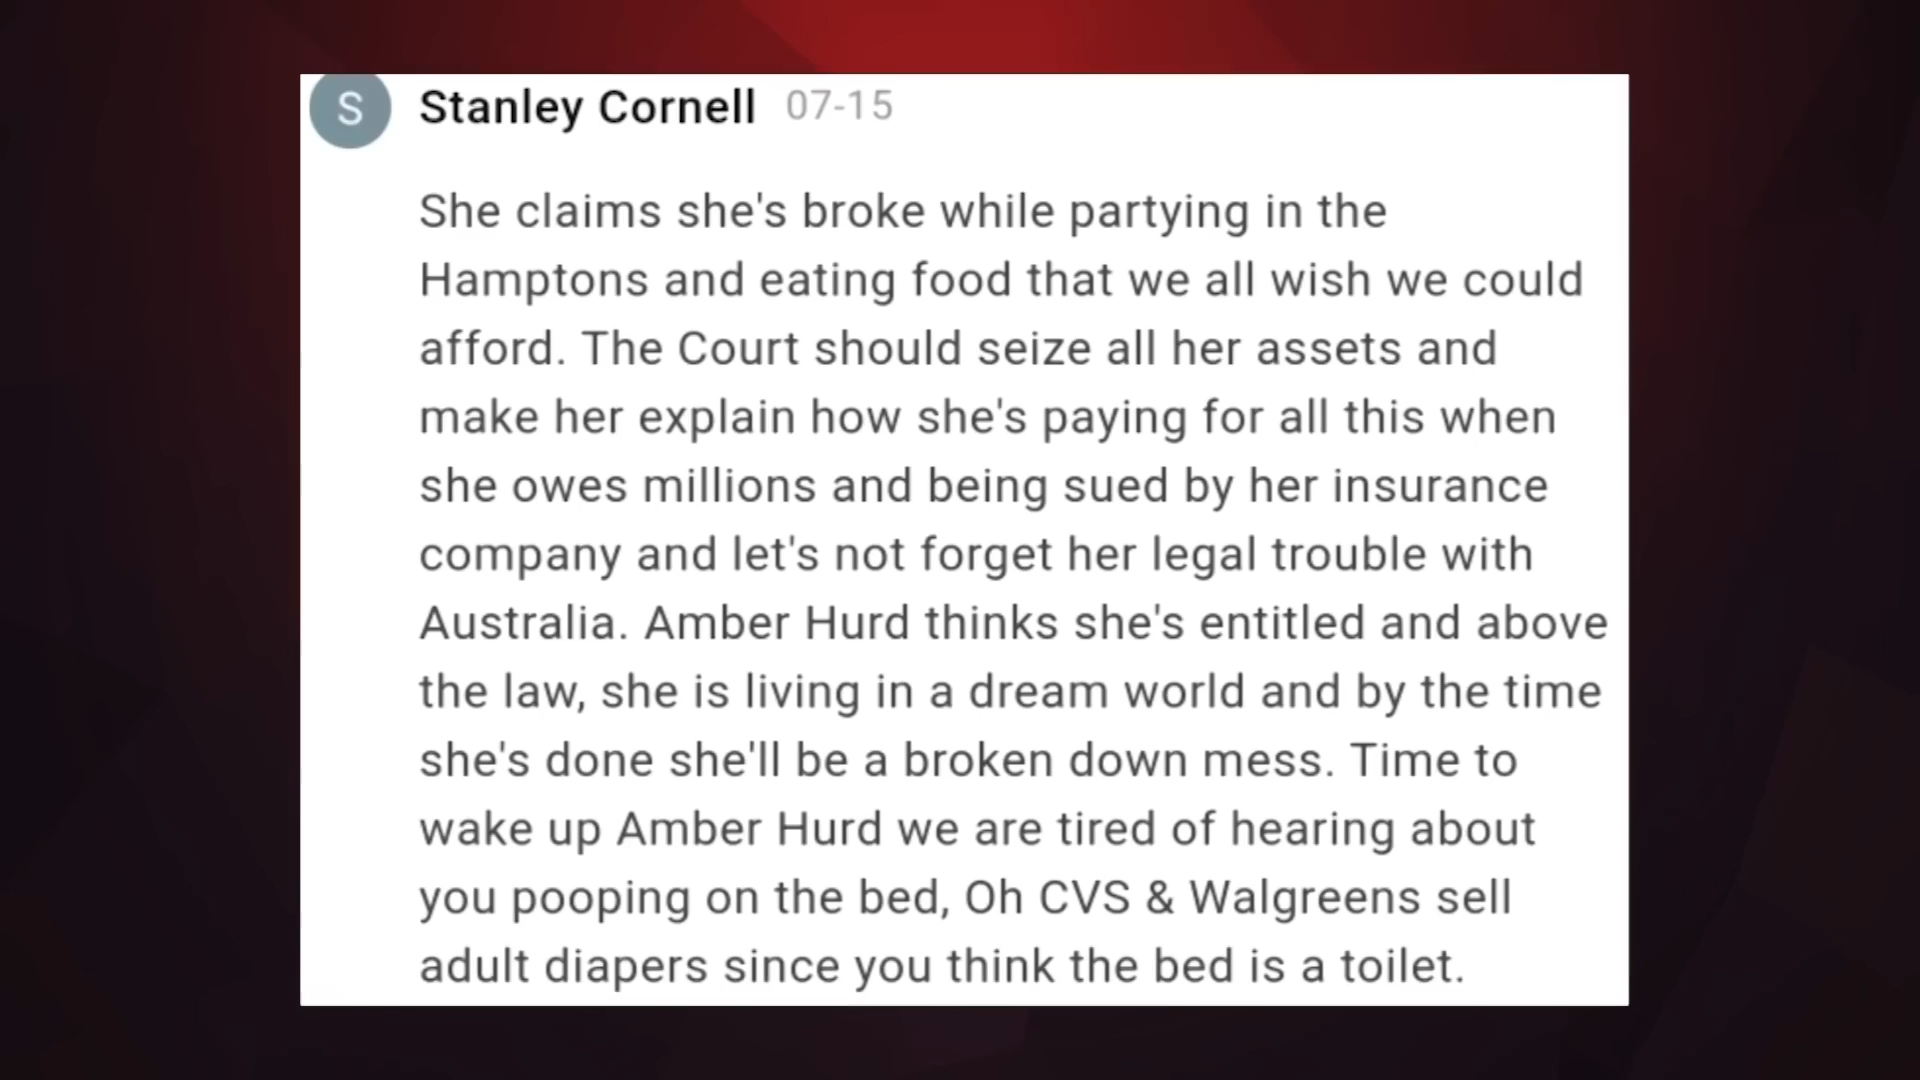 S Stanley Cornell 07-15
She claims she's broke while partying in the
Hamptons and eating food that we all wish we could
afford. The Court should seize all her assets and
make her explain how she's paying for all this when
she owes millions and being sued by her insurance
company and let's not forget her legal trouble with
Australia. Amber Hurd thinks she's entitled and above
the law, she is living in a dream world and by the time
she's done she'll be a broken down mess. Time to
wake up Amber Hurd we are tired of hearing about
you pooping on the bed, Oh CVS & Walgreens sell
adult diapers since you think the bed is a toilet.